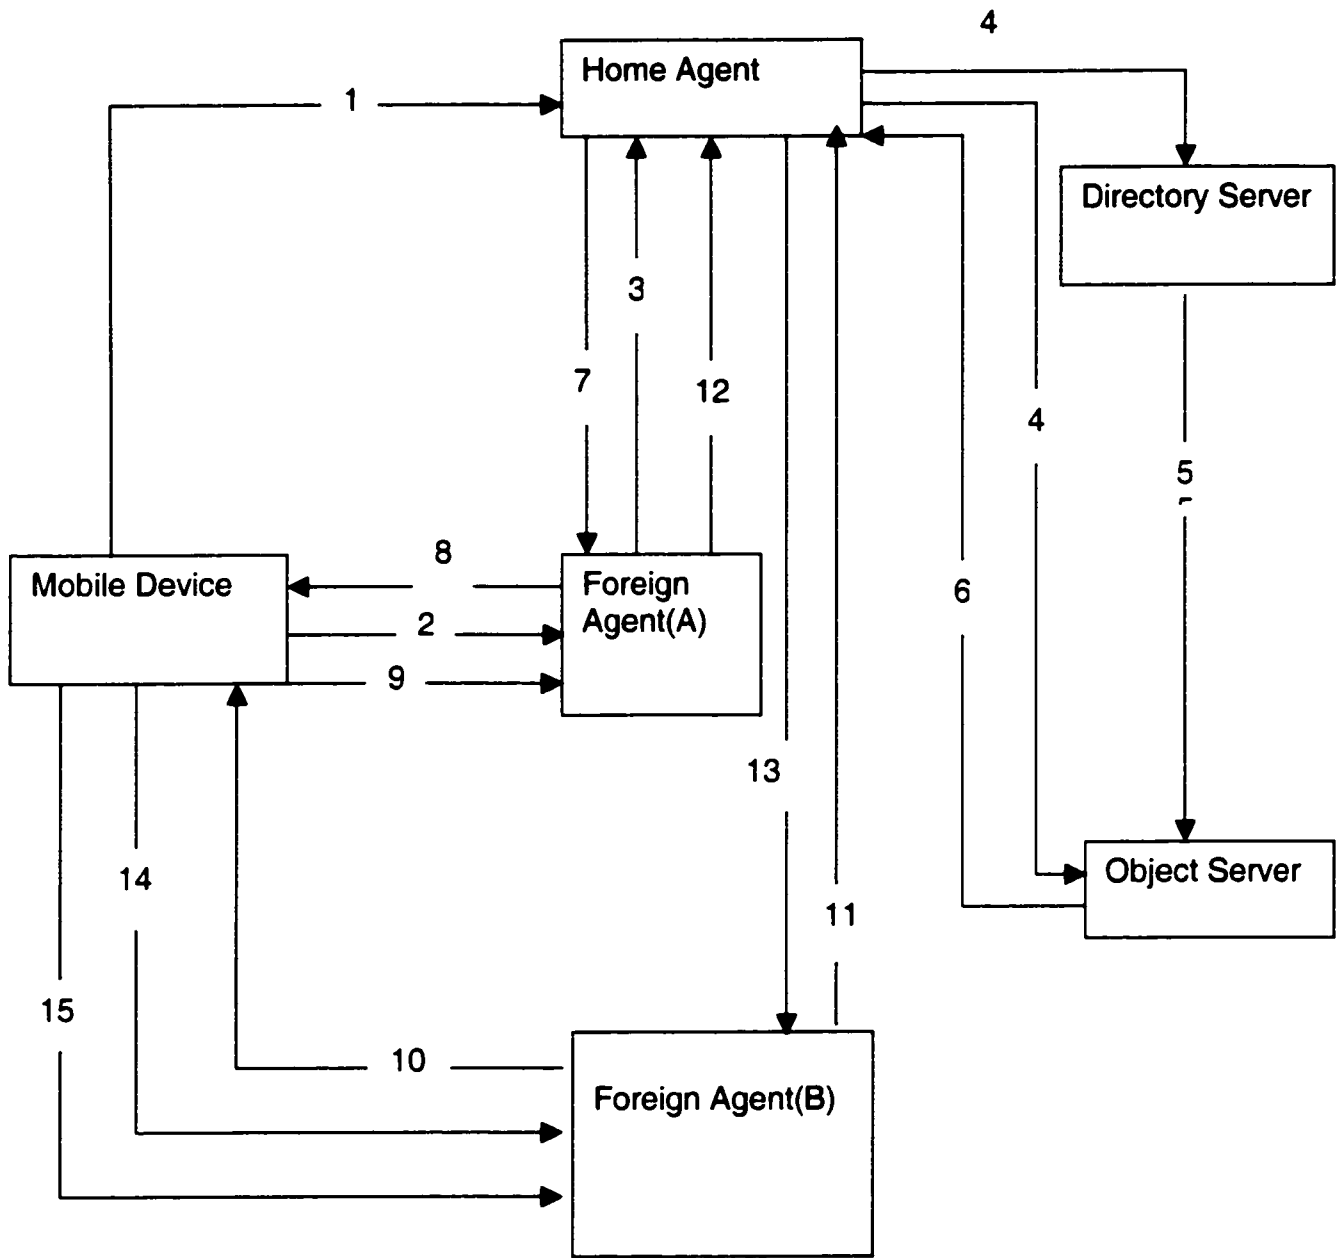 4
Home Agent
1
Directory Server
3
7
12
4
5
8
Mobile Device
Foreign
Agent(A)
6
2
9
13
14
Object Server
11
15
10
Foreign Agent(B)